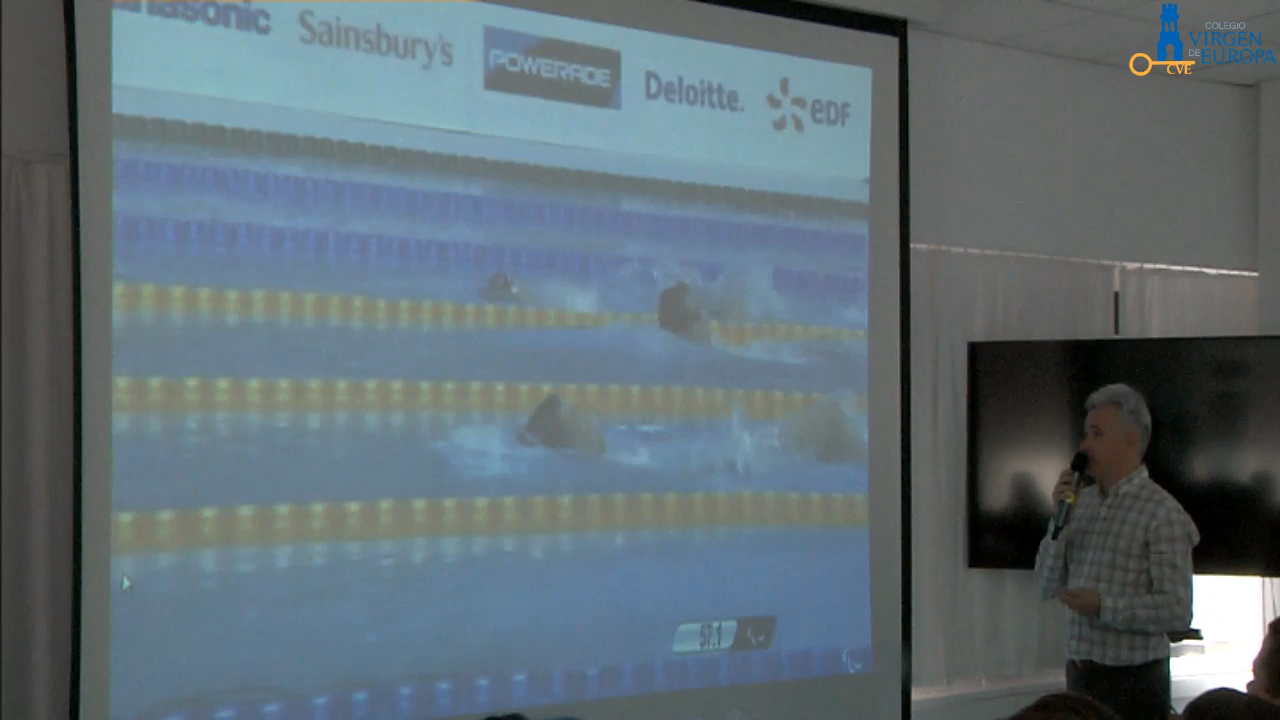 Panasonic
Sainsbury's
POWERADE
Deloitte.
eDF
57.1
COLEGIO
VIRGEN
DE EUROPA
CVE